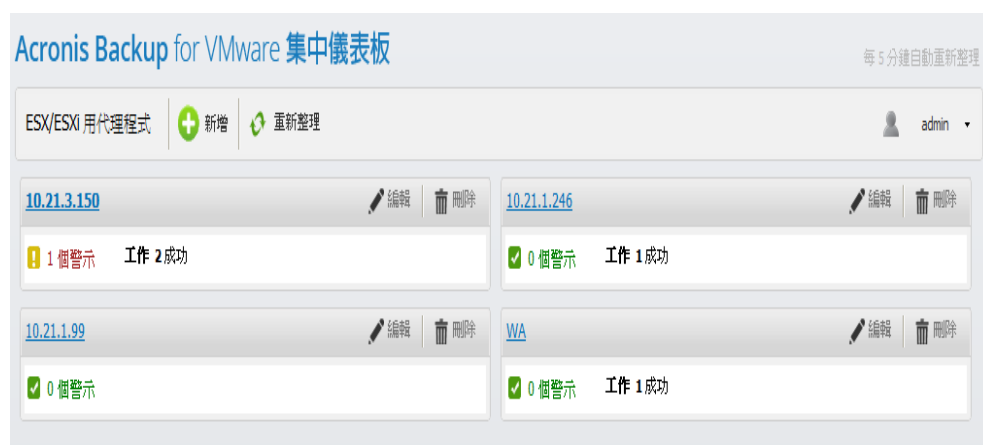 Acronis Backup for VMware 集中儀表板
每 5 分鐘自動重新整理
ESX/ESXi 用代理程式 新增 重新整理 admin
10.21.3.150 編輯 刪除
1 個警示 工作 2 成功
10.21.1.246 編輯 刪除
0 個警示 工作 1 成功
10.21.1.99 編輯 刪除
0 個警示
WA 編輯 刪除
0 個警示 工作 1 成功